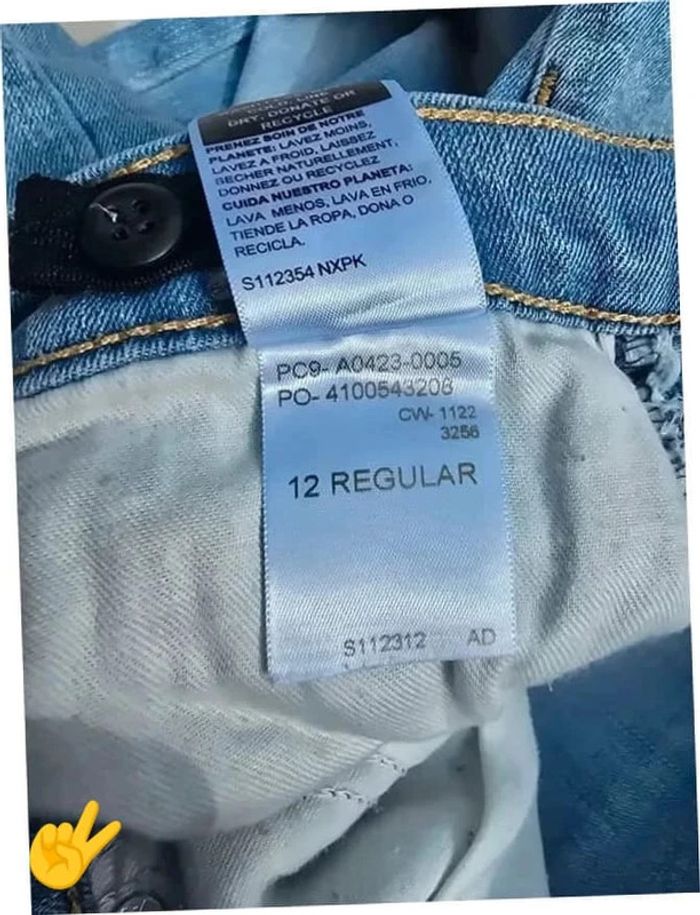 DRY; DONATE OR
RECYCLE
PRENEZ SOIN DE NOTRE
PLANETE: LAVEZ MOINS,
LAVEZ A FROID, LAISSEZ
SECHER NATURELLEMENT,
DONNEZ OU RECYCLEZ
CUIDA NUESTRO PLANETA:
LAVA MENOS, LAVA EN FRIO,
TIENDE LA ROPA, DONA O
RECICLA.
S112354 NXPK
PC9- A0423-0005
PO- 4100543208
CW- 1122
3256
12 REGULAR
S112312 AD